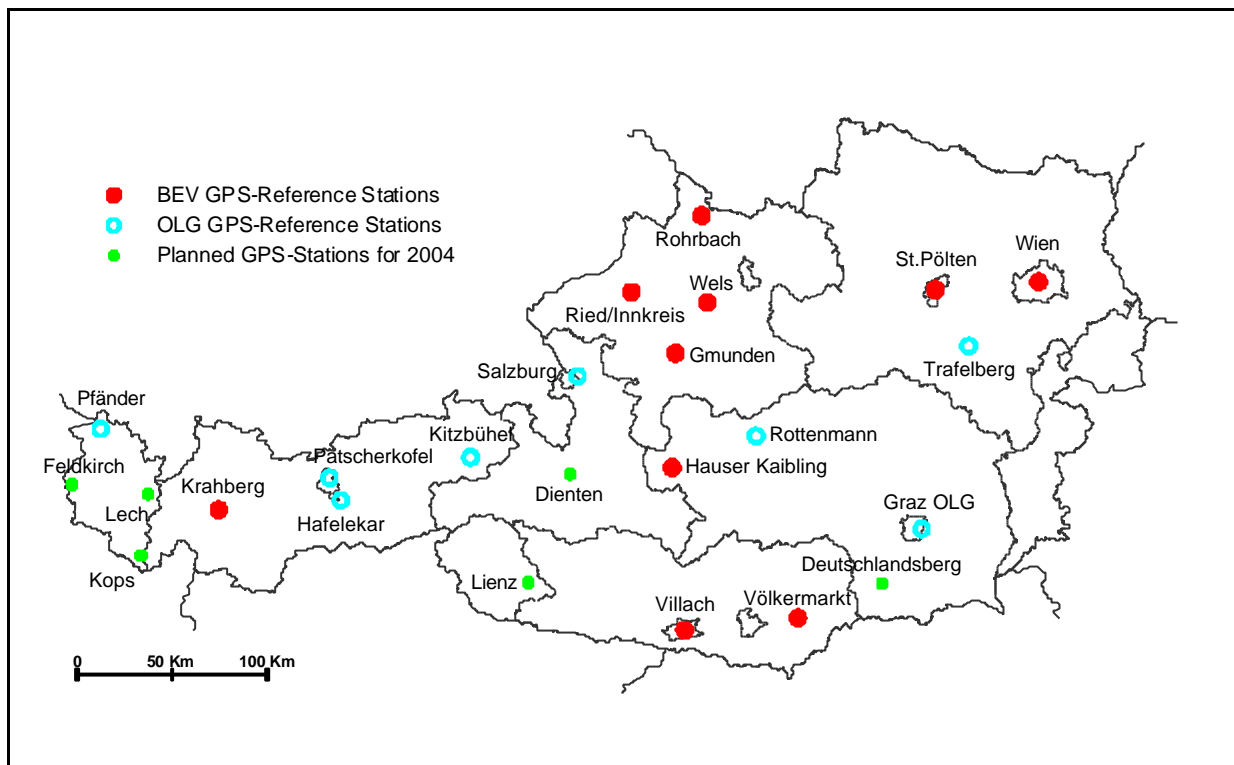 BEV GPS-Reference Stations
OLG GPS-Reference Stations
Planned GPS-Stations for 2004
Rohrbach
Wien
St.Pölten
Wels
Ried/Innkreis
Gmunden
Trafelberg
Salzburg
Pfänder
Kitzbühel
Rottenmann
Patscherkofel
Feldkirch
Hauser Kaibling
Krahberg
Dienten
Lech
Graz OLG
Hafelekar
Deutschlandsberg
Kops
Lienz
Villach
Völkermarkt
0 50 Km 100 Km